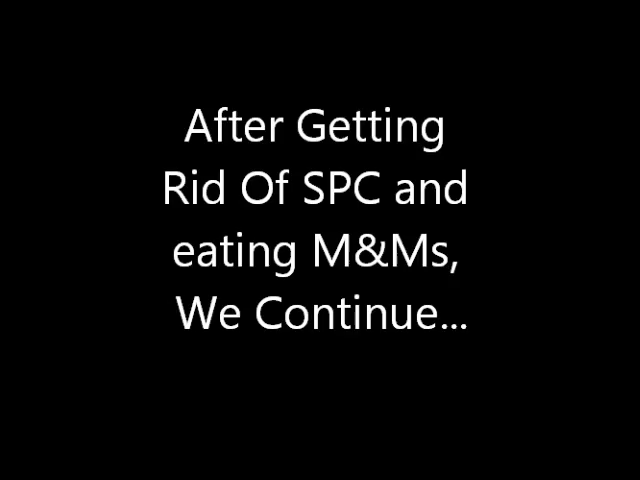 After Getting
Rid Of SPC and
eating M&Ms,
We Continue...